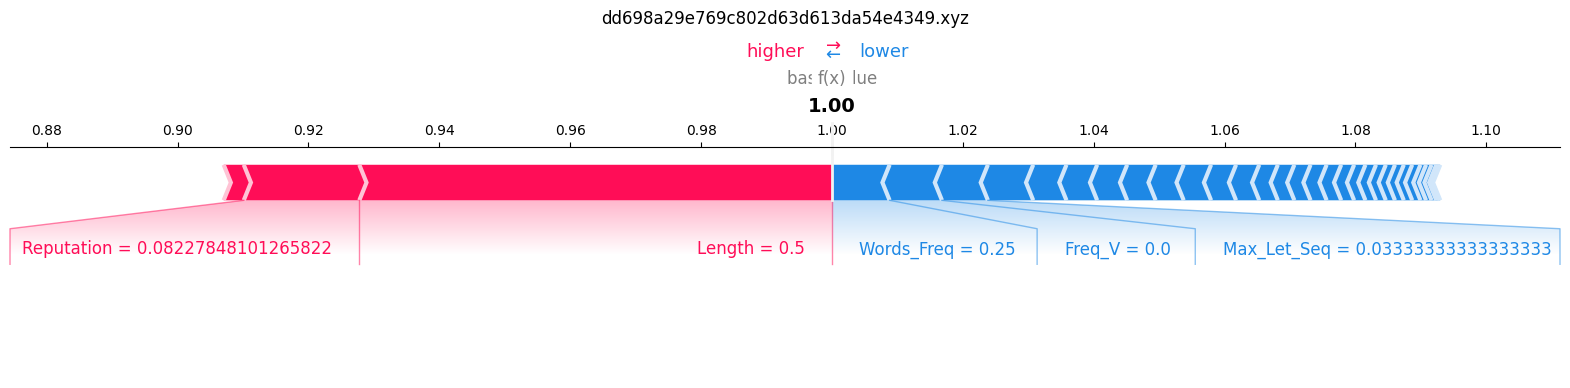 dd698a29e769c802d63d613da54e4349.xyz
higher ⇄ lower
f(x) lue
1.00
0.88 0.90 0.92 0.94 0.96 0.98 1.00 1.02 1.04 1.06 1.08 1.10
Reputation = 0.08227848101265822 Length = 0.5 Words_Freq = 0.25 Freq_V = 0.0 Max_Let_Seq = 0.03333333333333333